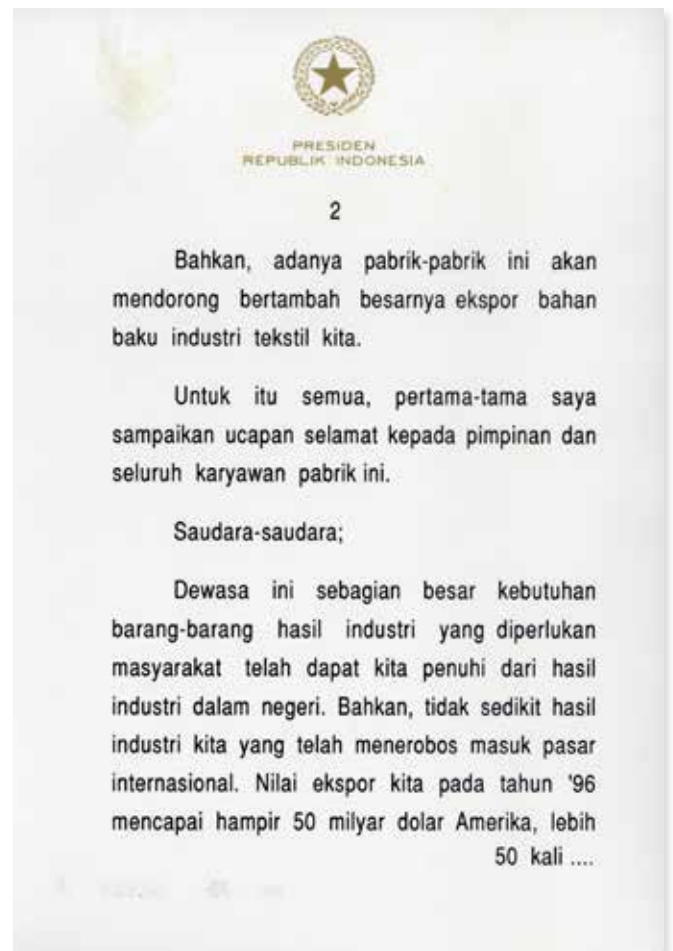 PRESIDEN
REPUBLIK INDONESIA
2
Bahkan, adanya pabrik-pabrik ini akan
mendorong bertambah besarnya ekspor bahan
baku industri tekstil kita.
Untuk itu semua, pertama-tama saya
sampaikan ucapan selamat kepada pimpinan dan
seluruh karyawan pabrik ini.
Saudara-saudara;
Dewasa ini sebagian besar kebutuhan
barang-barang hasil industri yang diperlukan
masyarakat telah dapat kita penuhi dari hasil
industri dalam negeri. Bahkan, tidak sedikit hasil
industri kita yang telah menerobos masuk pasar
internasional. Nilai ekspor kita pada tahun '96
mencapai hampir 50 milyar dolar Amerika, lebih
50 kali ....